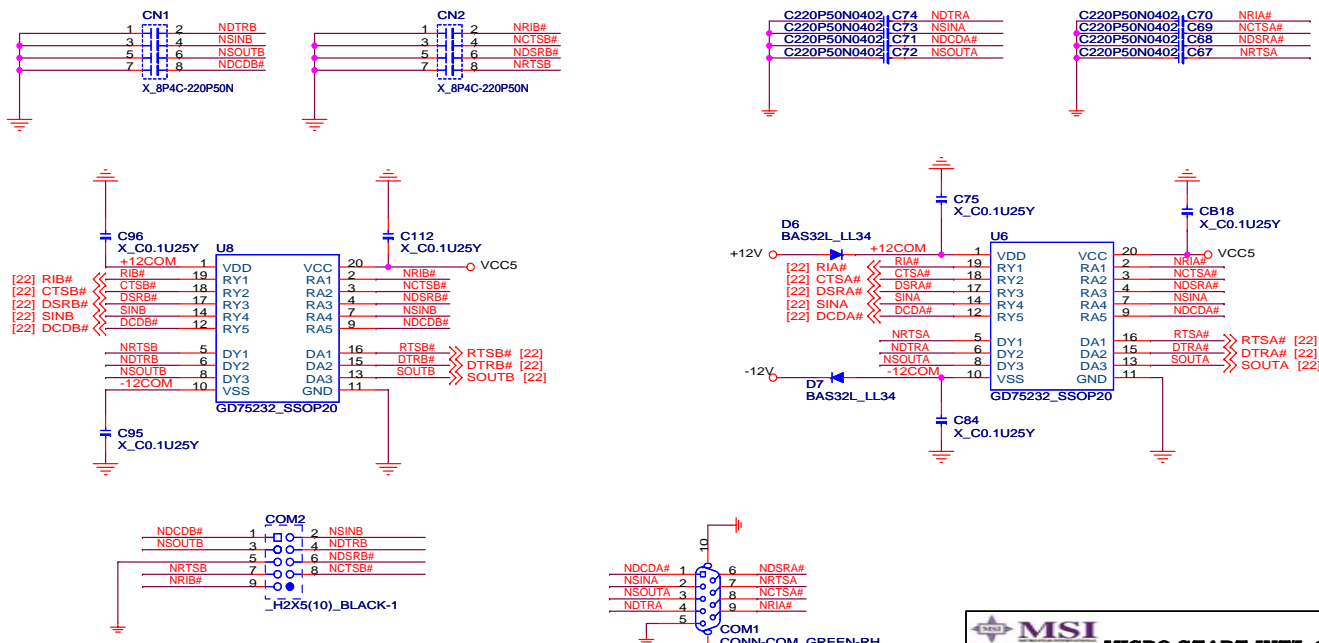 CN1
1 2 NDTRB
3 4 NSINB
5 6 NSOUTB
7 8 NDCDB#
X_8P4C-220P50N
CN2
1 2 NRIB#
3 4 NCTSB#
5 6 NDSRB#
7 8 NRTSB
X_8P4C-220P50N
C220P50N0402 C74 NDTRA
C220P50N0402 C73 NSINA
C220P50N0402 C71 NDCDA#
C220P50N0402 C72 NSOUTA
C220P50N0402 C70 NRIA#
C220P50N0402 C69 NCTSA#
C220P50N0402 C68 NDSRA#
C220P50N0402 C67 NRTSA
C96
X_C0.1U25Y
C112
X_C0.1U25Y
U8
+12COM 1 VDD VCC 20 VCC5
[22] RIB# RIB# 19 RY1 RA1 2 NRIB#
[22] CTSB# CTSB# 18 RY2 RA2 3 NCTSB#
[22] DSRB# DSRB# 17 RY3 RA3 4 NDSRB#
[22] SINB SINB 14 RY4 RA4 7 NSINB
[22] DCDB# DCDB# 12 RY5 RA5 9 NDCDB#
NRTSB 5 DY1 DA1 16 RTSB# RTSB# [22]
NDTRB 6 DY2 DA2 15 DTRB# DTRB# [22]
NSOUTB 8 DY3 DA3 13 SOUTB SOUTB [22]
-12COM 10 VSS GND 11
GD75232_SSOP20
C95
X_C0.1U25Y
C75
X_C0.1U25Y
CB18
X_C0.1U25Y
D6
BAS32L_LL34
U6
+12V +12COM 1 VDD VCC 20 VCC5
[22] RIA# RIA# 19 RY1 RA1 2 NRIA#
[22] CTSA# CTSA# 18 RY2 RA2 3 NCTSA#
[22] DSRA# DSRA# 17 RY3 RA3 4 NDSRA#
[22] SINA SINA 14 RY4 RA4 7 NSINA
[22] DCDA# DCDA# 12 RY5 RA5 9 NDCDA#
NRTSA 5 DY1 DA1 16 RTSA# RTSA# [22]
NDTRA 6 DY2 DA2 15 DTRA# DTRA# [22]
NSOUTA 8 DY3 DA3 13 SOUTA SOUTA [22]
-12V -12COM 10 VSS GND 11
D7
BAS32L_LL34
GD75232_SSOP20
C84
X_C0.1U25Y
COM2
NDCDB# 1 2 NSINB
NSOUTB 3 4 NDTRB
5 6 NDSRB#
NRTSB 7 8 NCTSB#
NRIB# 9
_H2X5(10)_BLACK-1
10
NDCDA# 1 6 NDSRA#
NSINA 2 7 NRTSA
NSOUTA 3 8 NCTSA#
NDTRA 4 9 NRIA#
5
COM1
CONN-COM_GREEN-RH
MSI